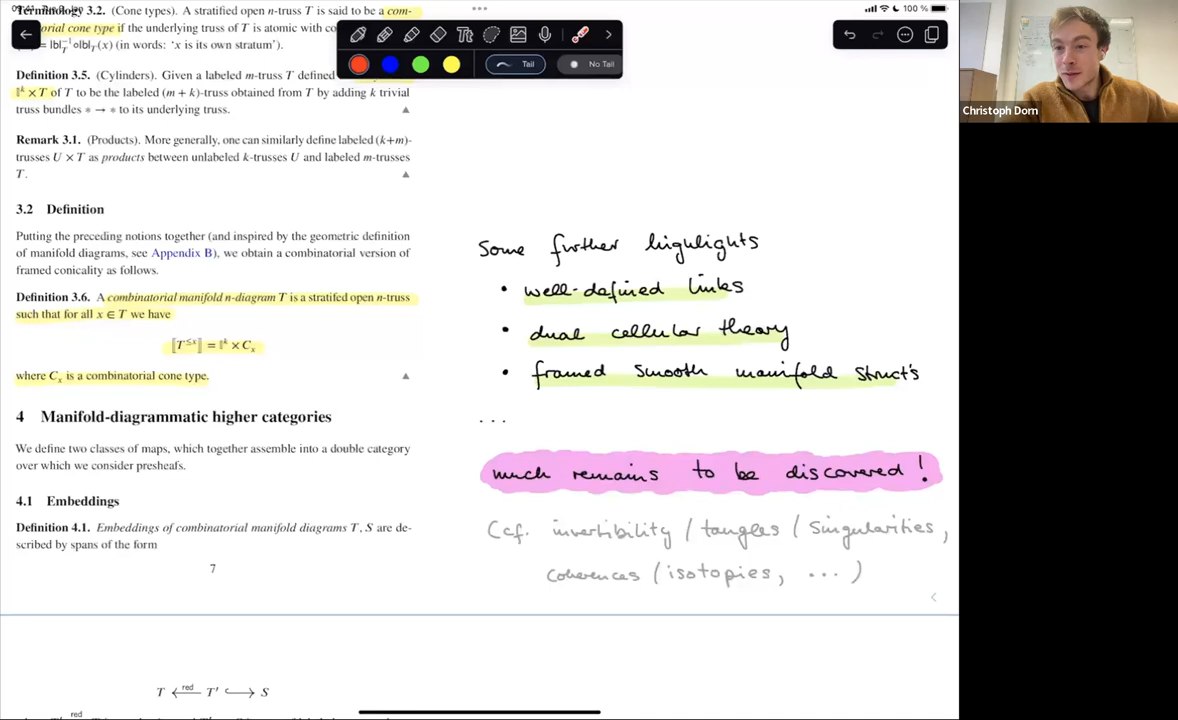 Terminology 3.2. (Cone types). A stratified open n-truss T is said to be a com-
orial cone type if the underlying truss of T is atomic with co
= |bl|_T^{-1} ∘|bl|_T(x) (in words: ‘x is its own stratum’).
Definition 3.5. (Cylinders). Given a labeled m-truss T defined
𝕀^k × T of T to be the labeled (m + k)-truss obtained from T by adding k trivial
truss bundles ∗ → ∗ to its underlying truss. ▲
Remark 3.1. (Products). More generally, one can similarly define labeled (k+m)-
trusses U × T as products between unlabeled k-trusses U and labeled m-trusses
T. ▲
3.2 Definition
Putting the preceding notions together (and inspired by the geometric definition
of manifold diagrams, see Appendix B), we obtain a combinatorial version of
framed conicality as follows.
Definition 3.6. A combinatorial manifold n-diagram T is a stratifed open n-truss
such that for all x ∈ T we have
⟦T^{≤x}⟧ = 𝕀^k × C_x
where C_x is a combinatorial cone type. ▲
4 Manifold-diagrammatic higher categories
We define two classes of maps, which together assemble into a double category
over which we consider presheafs.
4.1 Embeddings
Definition 4.1. Embeddings of combinatorial manifold diagrams T, S are de-
scribed by spans of the form
7
T ⟵^{red} T′ ↪ S
red
Tail
No Tail
100 %
Some further highlights
• well-defined links
• dual cellular theory
• framed smooth manifold struct's
...
much remains to be discovered!
(cf. invertibility / tangles / singularities,
coherences (isotopies, ...)
Christoph Dorn